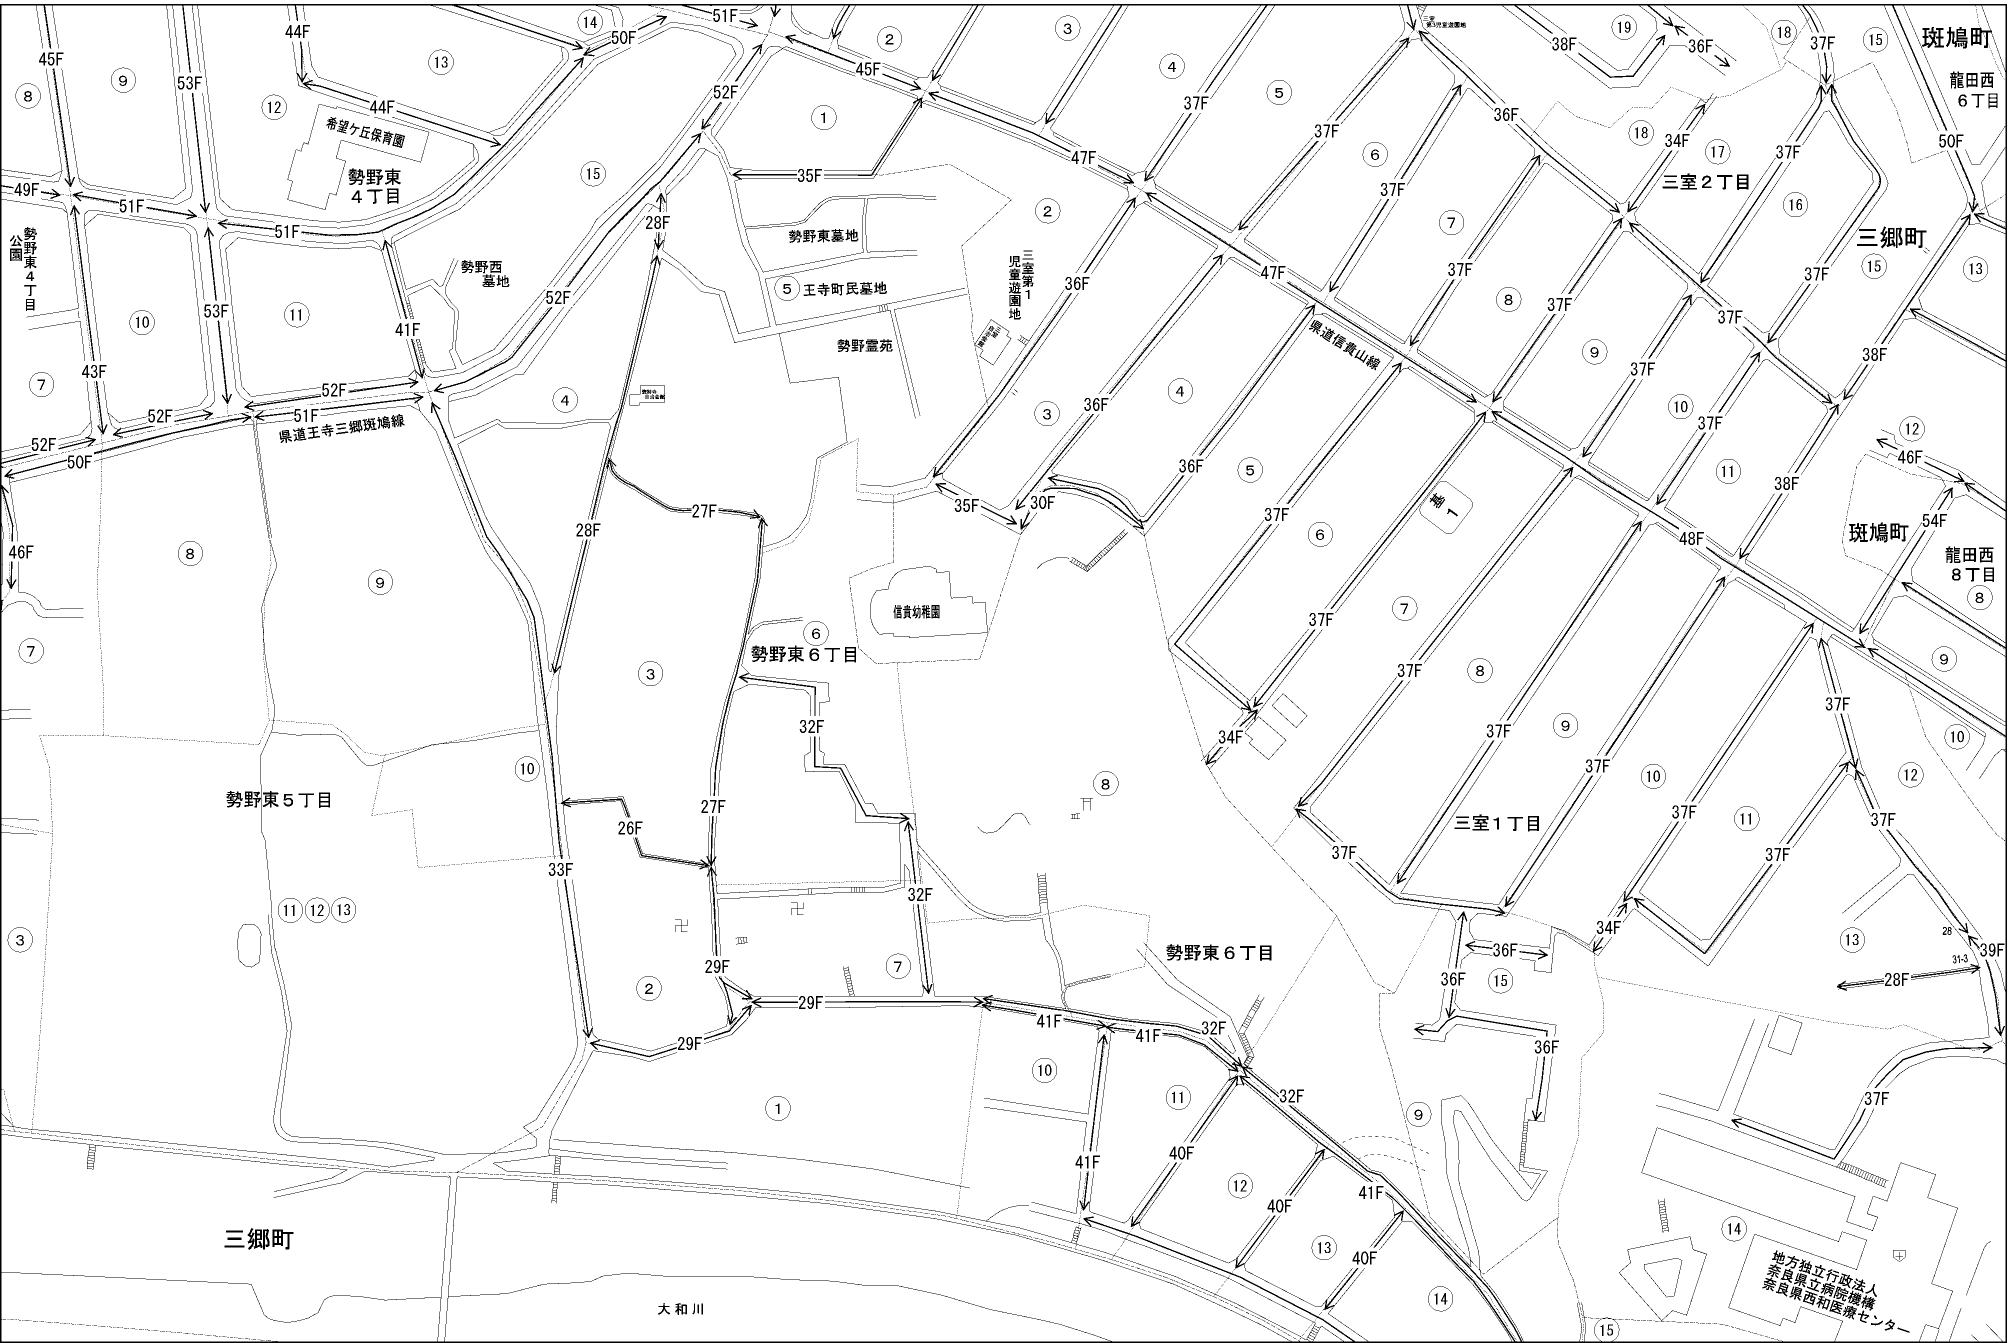 14
50F
51F
45F
②
③
④
⑤
37F
36F
38F
⑲
36F
⑱
37F
⑮
斑鳩町
龍田西
6丁目
50F
45F
⑨
53F
44F
⑬
⑧
⑫
44F
希望ケ丘保育園
勢野東
4丁目
⑮
52F
①
35F
47F
37F
⑥
37F
⑱
34F
⑰
三室2丁目
37F
⑯
49F
51F
51F
28F
勢野東墓地
②
36F
⑦
37F
三郷町
⑮
⑬
勢野東4丁目
公園
⑩
53F
⑪
41F
勢野西
墓地
52F
⑤
王寺町民墓地
勢野霊苑
三室第1
児童遊園地
47F
県道信貴山線
⑧
37F
37F
37F
38F
⑦
43F
52F
52F
51F
県道王寺三郷斑鳩線
52F
50F
④
③
36F
④
⑨
37F
⑩
37F
⑪
38F
⑫
46F
54F
斑鳩町
龍田西
8丁目
⑧
⑨
46F
⑧
⑨
28F
27F
35F
30F
36F
⑤
37F
⑥
基1
48F
⑦
信貴幼稚園
⑥
勢野東6丁目
⑦
③
37F
37F
⑧
37F
⑨
37F
37F
⑩
⑫
34F
32F
⑩
勢野東5丁目
26F
27F
33F
⑧
三室1丁目
37F
⑩
37F
⑪
37F
37F
⑪
⑫
⑬
③
32F
29F
②
⑦
29F
29F
勢野東6丁目
34F
36F
36F
⑮
⑬
28
31-3
39F
28F
41F
41F
32F
36F
37F
⑩
⑪
①
32F
⑨
41F
40F
⑫
41F
40F
⑬
40F
⑭
⑭
⑮
三郷町
大和川
地方独立行政法人
奈良県立病院機構
奈良県西和医療センター